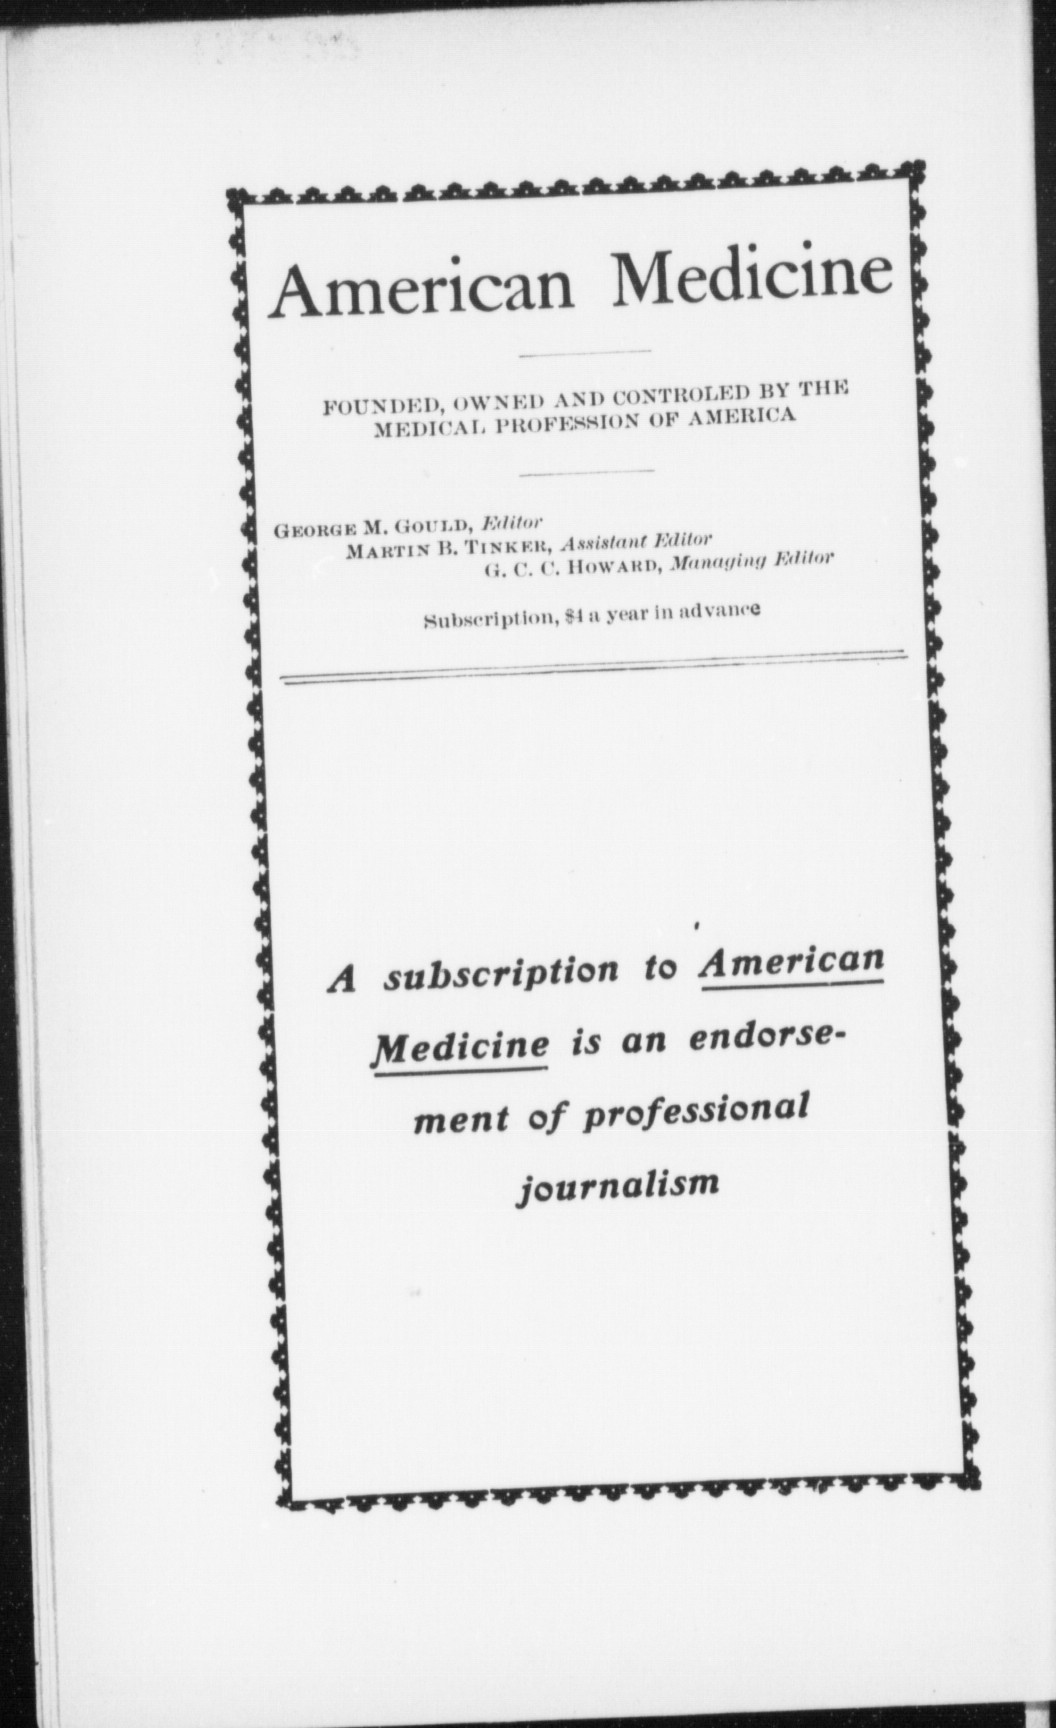 American Medicine
FOUNDED, OWNED AND CONTROLED BY THE
MEDICAL PROFESSION OF AMERICA
GEORGE M. GOULD, Editor
MARTIN B. TINKER, Assistant Editor
G. C. C. HOWARD, Managing Editor
Subscription, $4 a year in advance
A subscription to American
Medicine is an endorse-
ment of professional
journalism